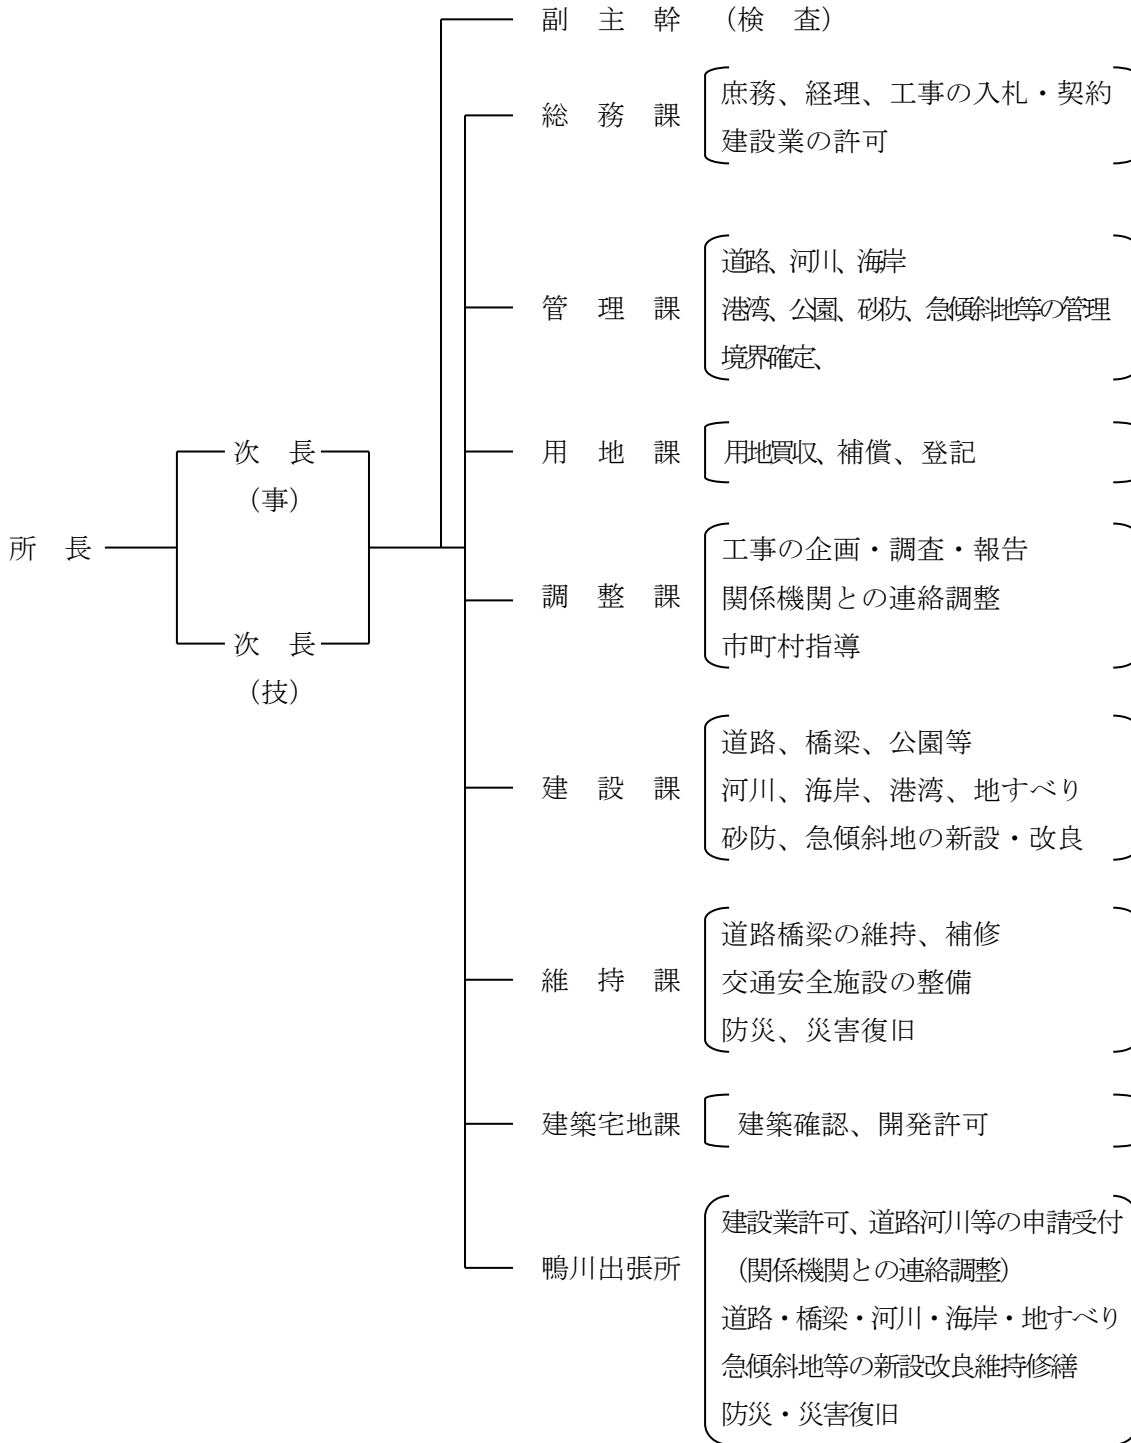 副　主　幹　（検　査）
総　務　課
庶務、経理、工事の入札・契約
建設業の許可
管　理　課
道路、河川、海岸
港湾、公園、砂防、急傾斜地等の管理
境界確定、
用　地　課
用地買収、補償、登記
所　長
次　長
（事）
次　長
（技）
調　整　課
工事の企画・調査・報告
関係機関との連絡調整
市町村指導
建　設　課
道路、橋梁、公園等
河川、海岸、港湾、地すべり
砂防、急傾斜地の新設・改良
維　持　課
道路橋梁の維持、補修
交通安全施設の整備
防災、災害復旧
建築宅地課
建築確認、開発許可
鴨川出張所
建設業許可、道路河川等の申請受付
（関係機関との連絡調整）
道路・橋梁・河川・海岸・地すべり
急傾斜地等の新設改良維持修繕
防災・災害復旧